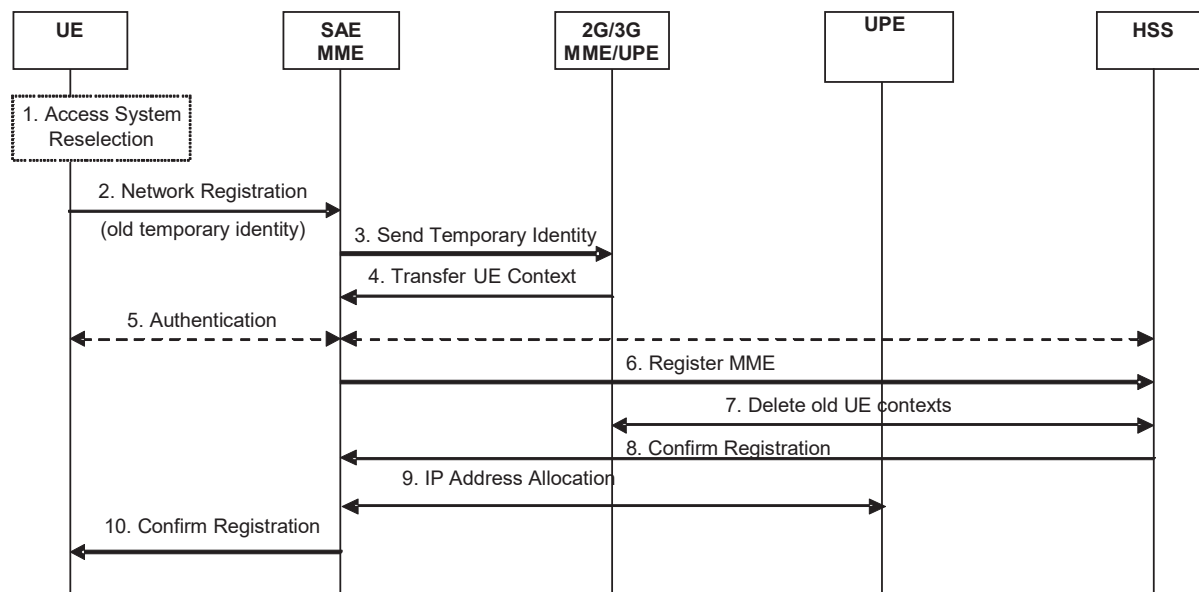 UE
SAE
MME
2G/3G
MME/UPE
UPE
HSS
1. Access System
Reselection
2. Network Registration
(old temporary identity)
3. Send Temporary Identity
4. Transfer UE Context
5. Authentication
6. Register MME
7. Delete old UE contexts
8. Confirm Registration
9. IP Address Allocation
10. Confirm Registration